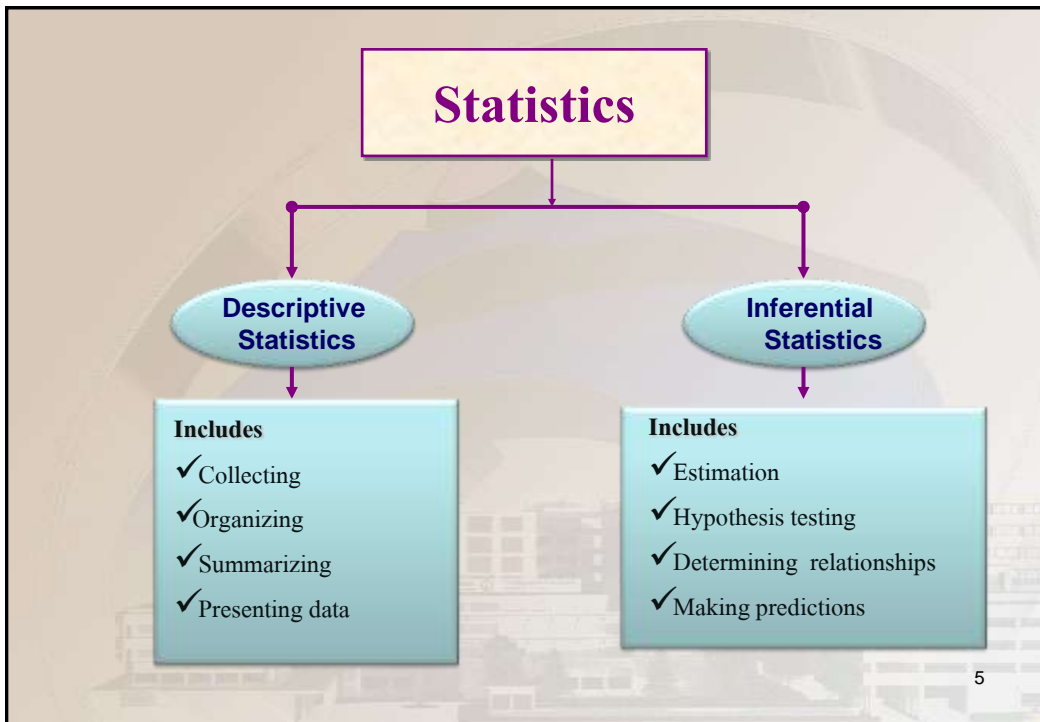 Statistics
Descriptive
Statistics
Inferential
Statistics
Includes
✓Collecting
✓Organizing
✓Summarizing
✓Presenting data
Includes
✓Estimation
✓Hypothesis testing
✓Determining relationships
✓Making predictions
5